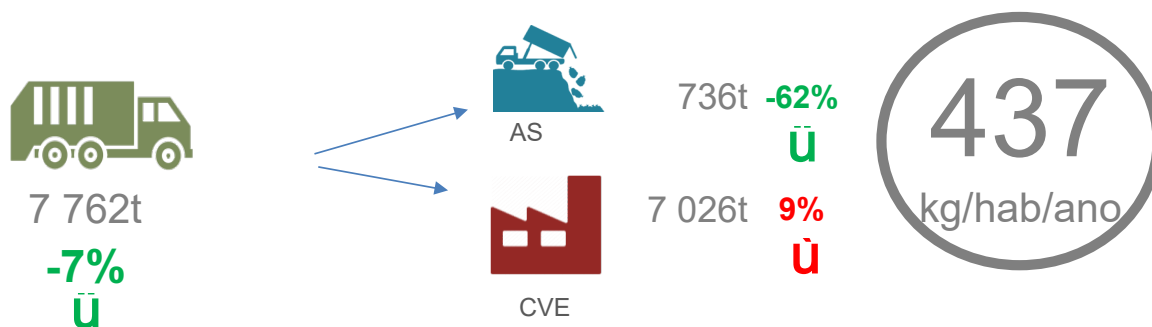 7 762t
-7%
ü
AS
736t -62%
ü
CVE
7 026t 9%
ù
437
kg/hab/ano